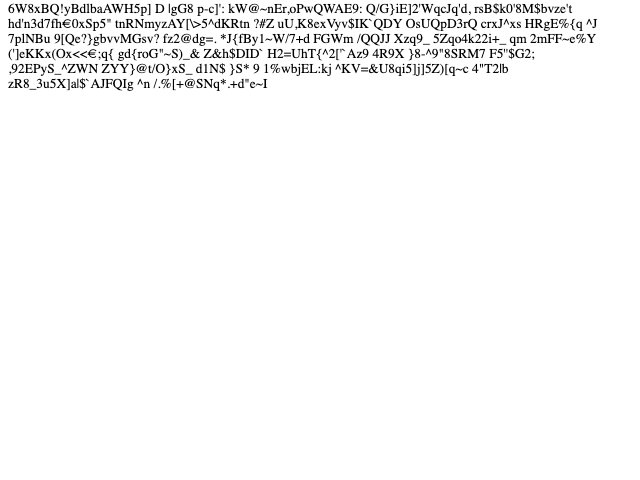 6W8xBQ!yBdlbaAWH5p] D lgG8 p-c]': kW@~nEr,oPwQWAE9: Q/G}iE]2'WqcJq'd, rsB$k0'8M$bvze't
hd'n3d7fh€0xSp5" tnRNmyzAY[\>5^dKRtn ?#Z uU,K8exVyv$IK`QDY OsUQpD3rQ crxJ^xs HRgE%{q ^J
7plNBu 9[Qe?}gbvvMGsv? fz2@dg=. *J{fBy1~W/7+d FGWm /QQJJ Xzq9_ 5Zqo4k22i+_ qm 2mFF~e%Y
(']eKKx(Ox<<€;q{ gd{roG"~S)_& Z&h$DID` H2=UhT{^2[`Az9 4R9X }8-^9"8SRM7 F5"$G2;
,92EPyS_^ZWN ZYY}@t/O}xS_ d1N$ }S* 9 1%wbjEL:kj ^KV=&U8qi5]j]5Z)[q~c 4"T2lb
zR8_3u5X]a|$`AJFQIg ^n /.%[+@SNq*.+d"e~I